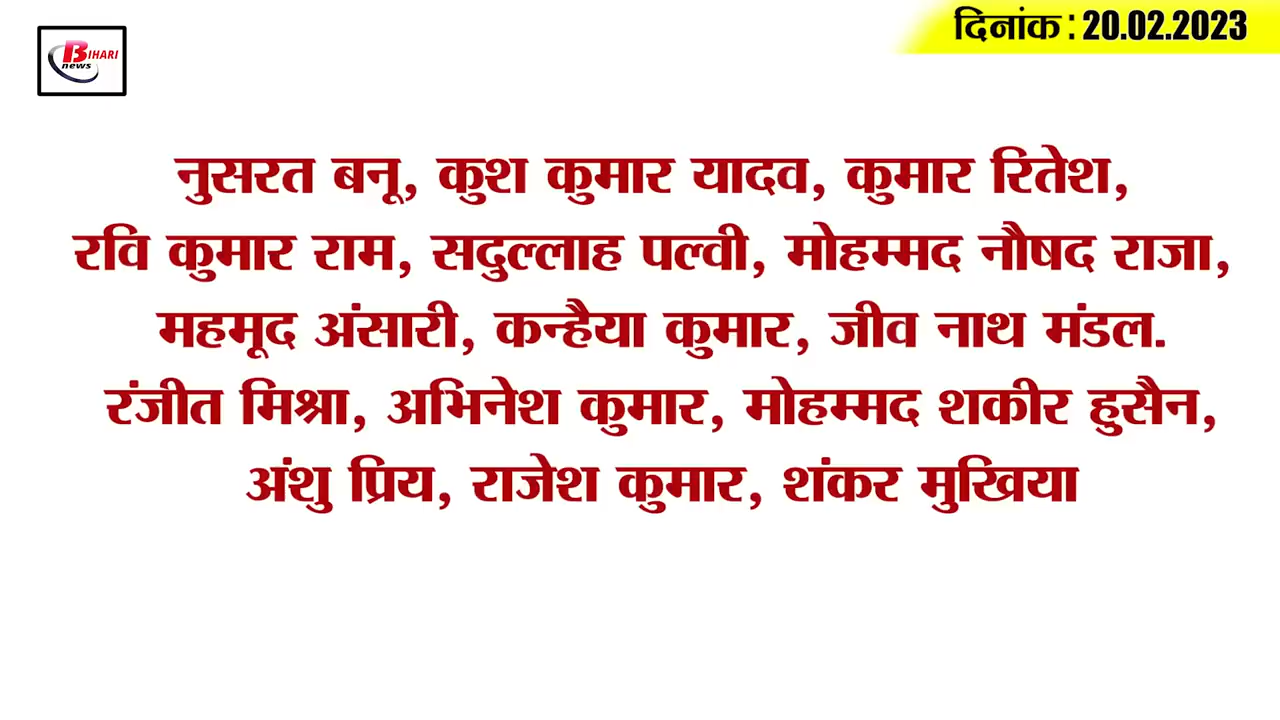 BIHARI
news
दिनांक : 20.02.2023
नुसरत बनू, कुश कुमार यादव, कुमार रितेश,
रवि कुमार राम, सदुल्लाह पल्वी, मोहम्मद नौषद राजा,
महमूद अंसारी, कन्हैया कुमार, जीव नाथ मंडल.
रंजीत मिश्रा, अभिनेश कुमार, मोहम्मद शकीर हुसैन,
अंशु प्रिय, राजेश कुमार, शंकर मुखिया